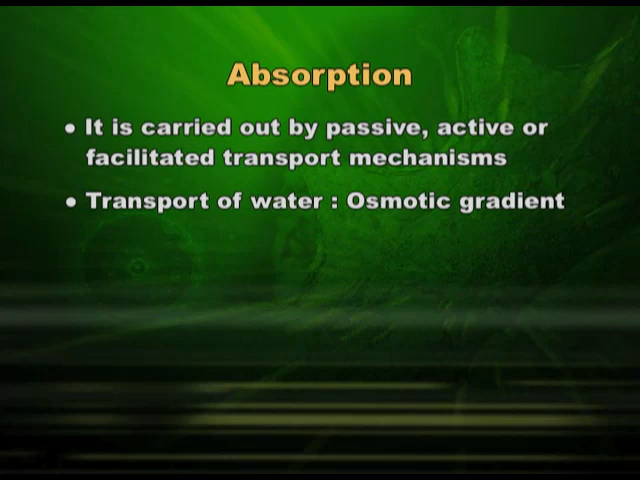 Absorption
● It is carried out by passive, active or
facilitated transport mechanisms
● Transport of water : Osmotic gradient